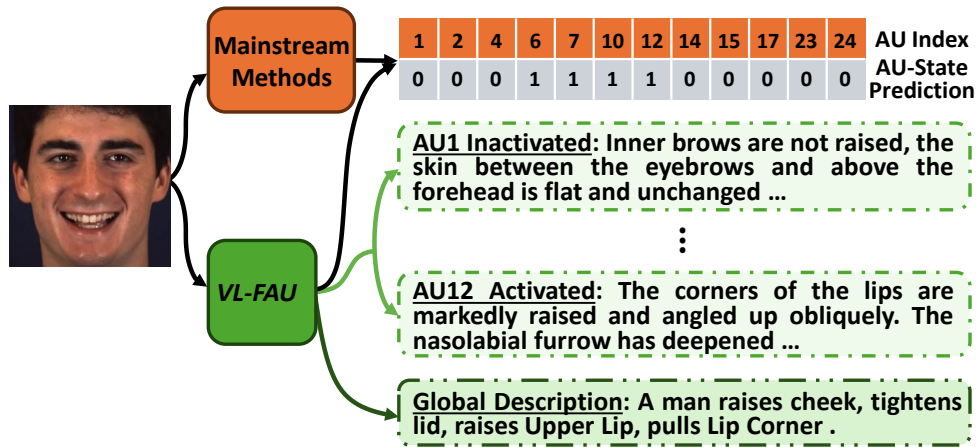 Mainstream
Methods
1 2 4 6 7 10 12 14 15 17 23 24 AU Index
0 0 0 1 1 1 1 0 0 0 0 0 AU-State
Prediction
AU1 Inactivated: Inner brows are not raised, the
skin between the eyebrows and above the
forehead is flat and unchanged ...
VL-FAU
AU12 Activated: The corners of the lips are
markedly raised and angled up obliquely. The
nasolabial furrow has deepened ...
Global Description: A man raises cheek, tightens
lid, raises Upper Lip, pulls Lip Corner .